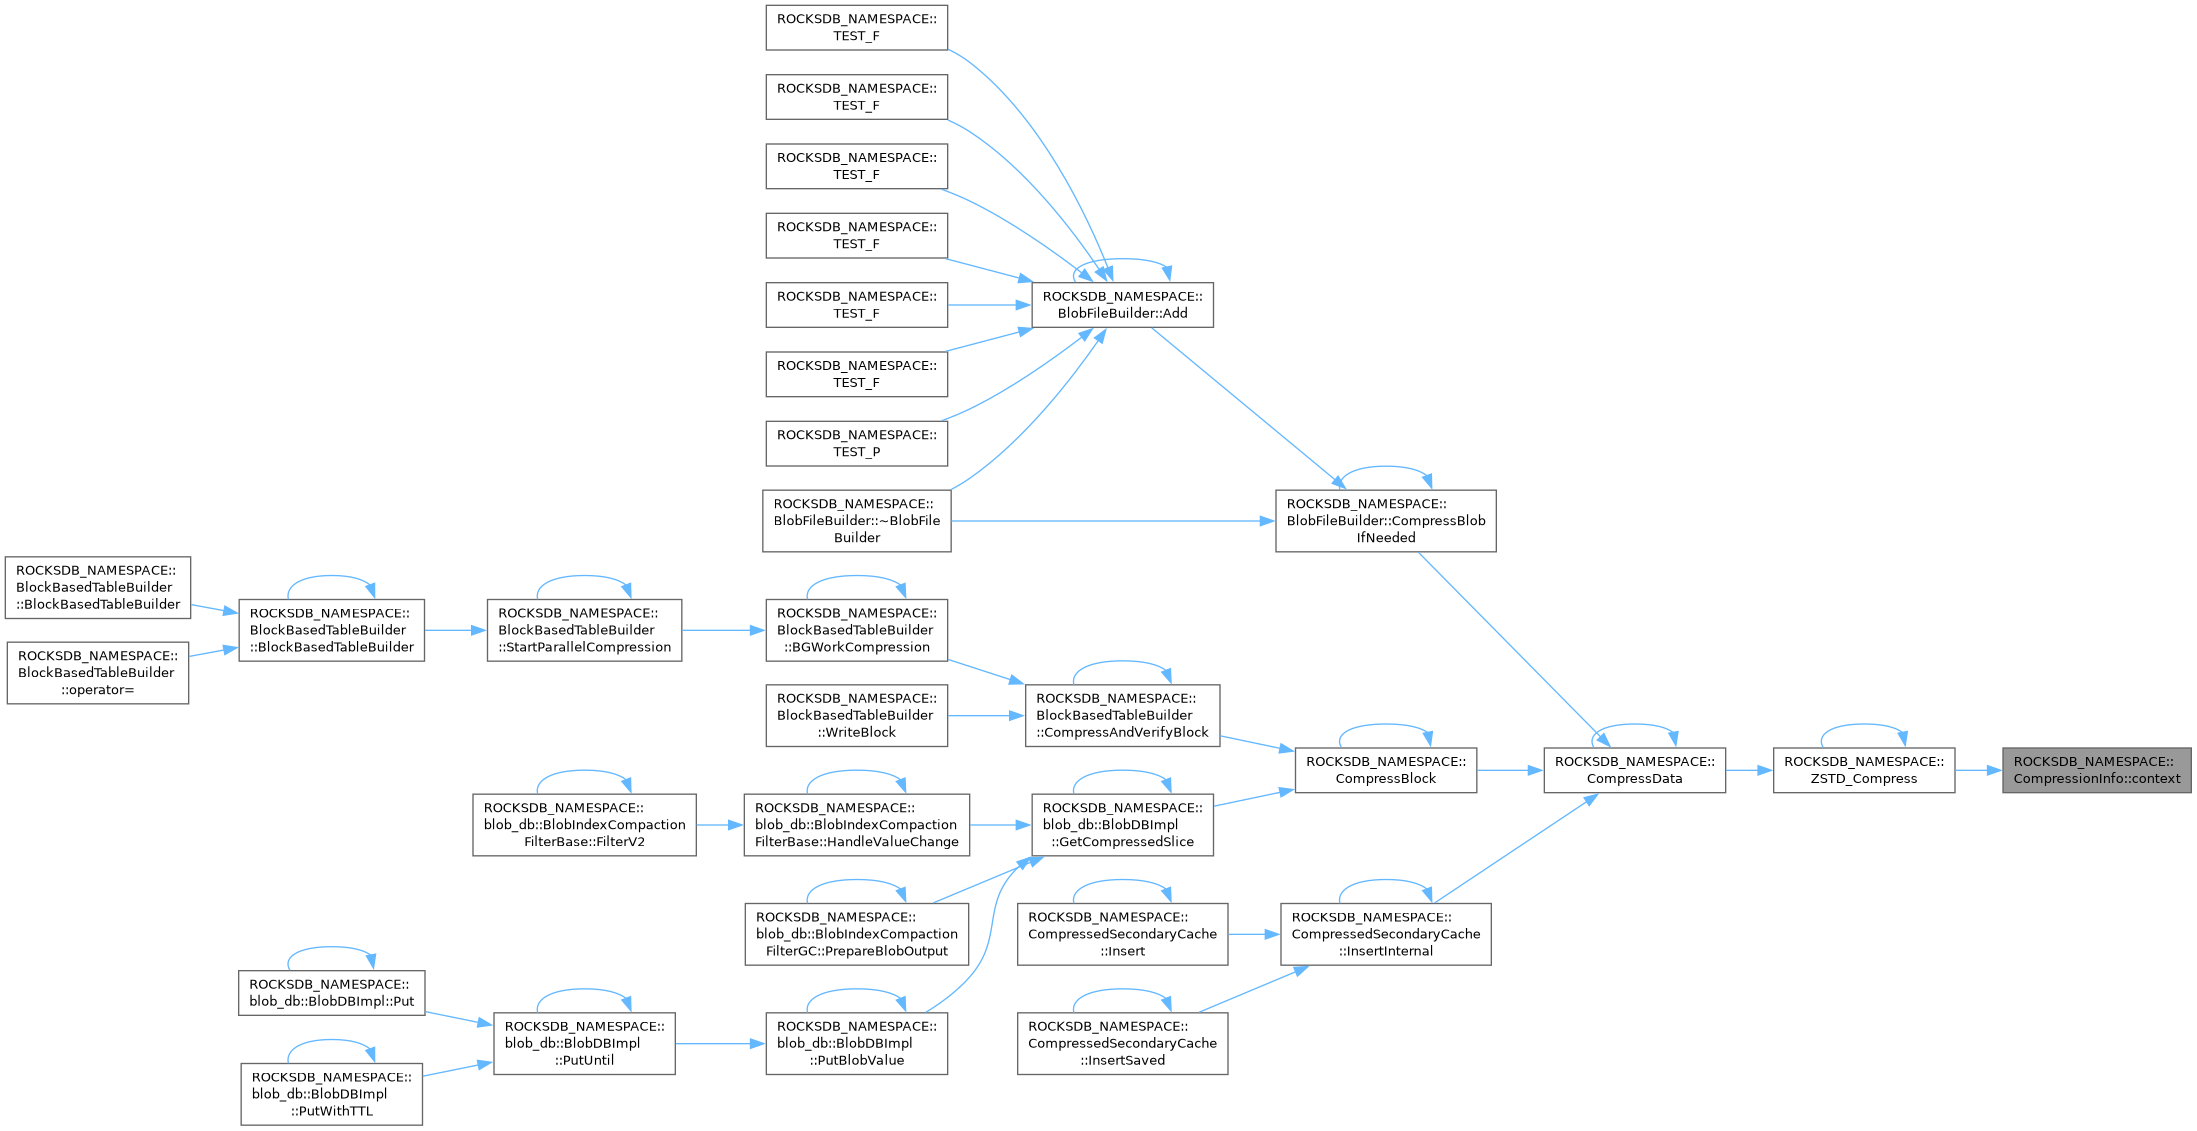 ROCKSDB_NAMESPACE::
TEST_F
ROCKSDB_NAMESPACE::
TEST_F
ROCKSDB_NAMESPACE::
TEST_F
ROCKSDB_NAMESPACE::
TEST_F
ROCKSDB_NAMESPACE::
TEST_F
ROCKSDB_NAMESPACE::
TEST_F
ROCKSDB_NAMESPACE::
TEST_P
ROCKSDB_NAMESPACE::
BlobFileBuilder::~BlobFile
Builder
ROCKSDB_NAMESPACE::
BlobFileBuilder::Add
ROCKSDB_NAMESPACE::
BlobFileBuilder::CompressBlob
IfNeeded
ROCKSDB_NAMESPACE::
BlockBasedTableBuilder
::BlockBasedTableBuilder
ROCKSDB_NAMESPACE::
BlockBasedTableBuilder
::operator=
ROCKSDB_NAMESPACE::
BlockBasedTableBuilder
::BlockBasedTableBuilder
ROCKSDB_NAMESPACE::
BlockBasedTableBuilder
::StartParallelCompression
ROCKSDB_NAMESPACE::
BlockBasedTableBuilder
::BGWorkCompression
ROCKSDB_NAMESPACE::
BlockBasedTableBuilder
::WriteBlock
ROCKSDB_NAMESPACE::
BlockBasedTableBuilder
::CompressAndVerifyBlock
ROCKSDB_NAMESPACE::
CompressBlock
ROCKSDB_NAMESPACE::
CompressData
ROCKSDB_NAMESPACE::
ZSTD_Compress
ROCKSDB_NAMESPACE::
CompressionInfo::context
ROCKSDB_NAMESPACE::
blob_db::BlobIndexCompaction
FilterBase::FilterV2
ROCKSDB_NAMESPACE::
blob_db::BlobIndexCompaction
FilterBase::HandleValueChange
ROCKSDB_NAMESPACE::
blob_db::BlobDBImpl
::GetCompressedSlice
ROCKSDB_NAMESPACE::
blob_db::BlobIndexCompaction
FilterGC::PrepareBlobOutput
ROCKSDB_NAMESPACE::
CompressedSecondaryCache
::Insert
ROCKSDB_NAMESPACE::
CompressedSecondaryCache
::InsertInternal
ROCKSDB_NAMESPACE::
blob_db::BlobDBImpl::Put
ROCKSDB_NAMESPACE::
blob_db::BlobDBImpl
::PutWithTTL
ROCKSDB_NAMESPACE::
blob_db::BlobDBImpl
::PutUntil
ROCKSDB_NAMESPACE::
blob_db::BlobDBImpl
::PutBlobValue
ROCKSDB_NAMESPACE::
CompressedSecondaryCache
::InsertSaved